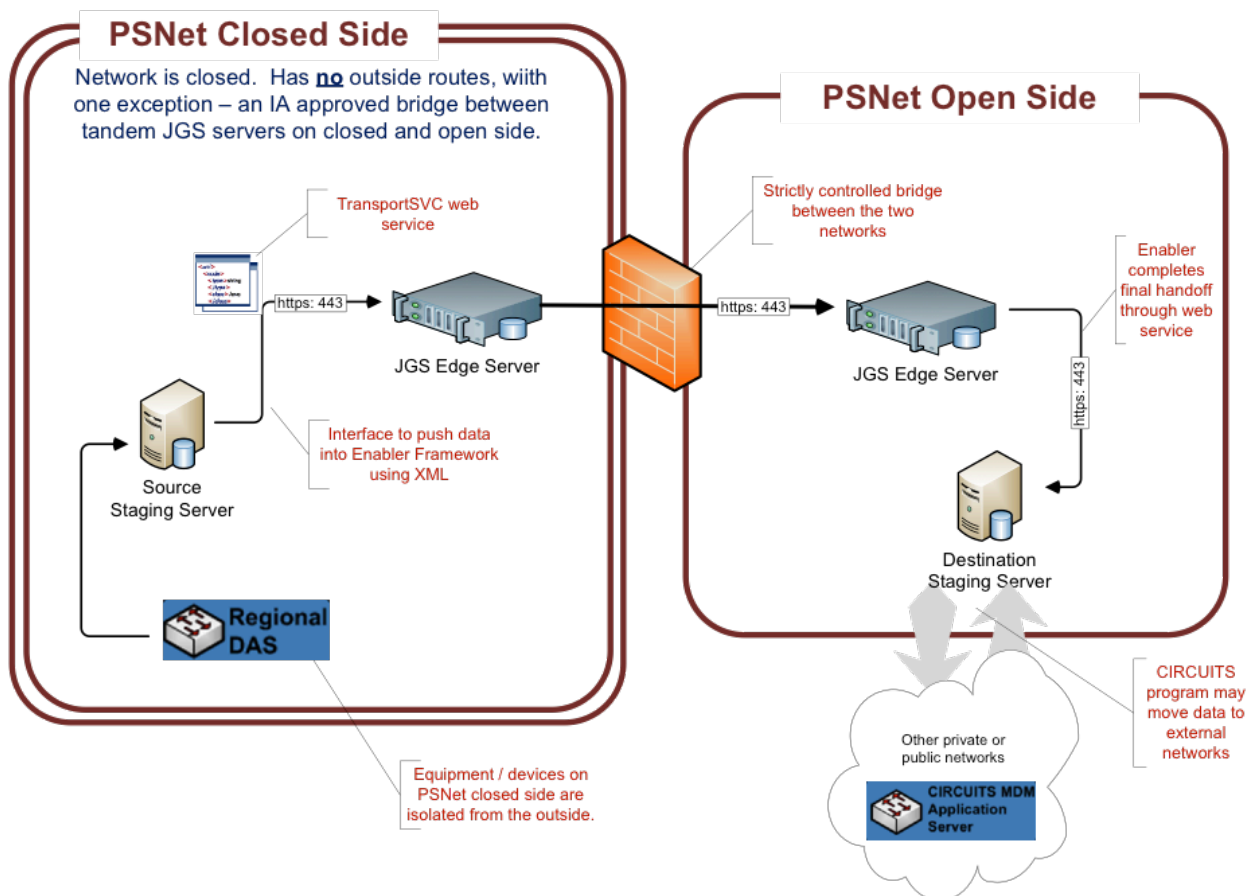 PSNet Closed Side
Network is closed. Has no outside routes, wiith
one exception – an IA approved bridge between
tandem JGS servers on closed and open side.
PSNet Open Side
TransportSVC web
service
https: 443
JGS Edge Server
Strictly controlled bridge
between the two
networks
https: 443
JGS Edge Server
Enabler
completes
final handoff
through web
service
https: 443
Source
Staging Server
Interface to push data
into Enabler Framework
using XML
Destination
Staging Server
Regional
DAS
Equipment / devices on
PSNet closed side are
isolated from the outside.
CIRCUITS
program may
move data to
external
networks
Other private or
public networks
CIRCUITS MDM
Application
Server